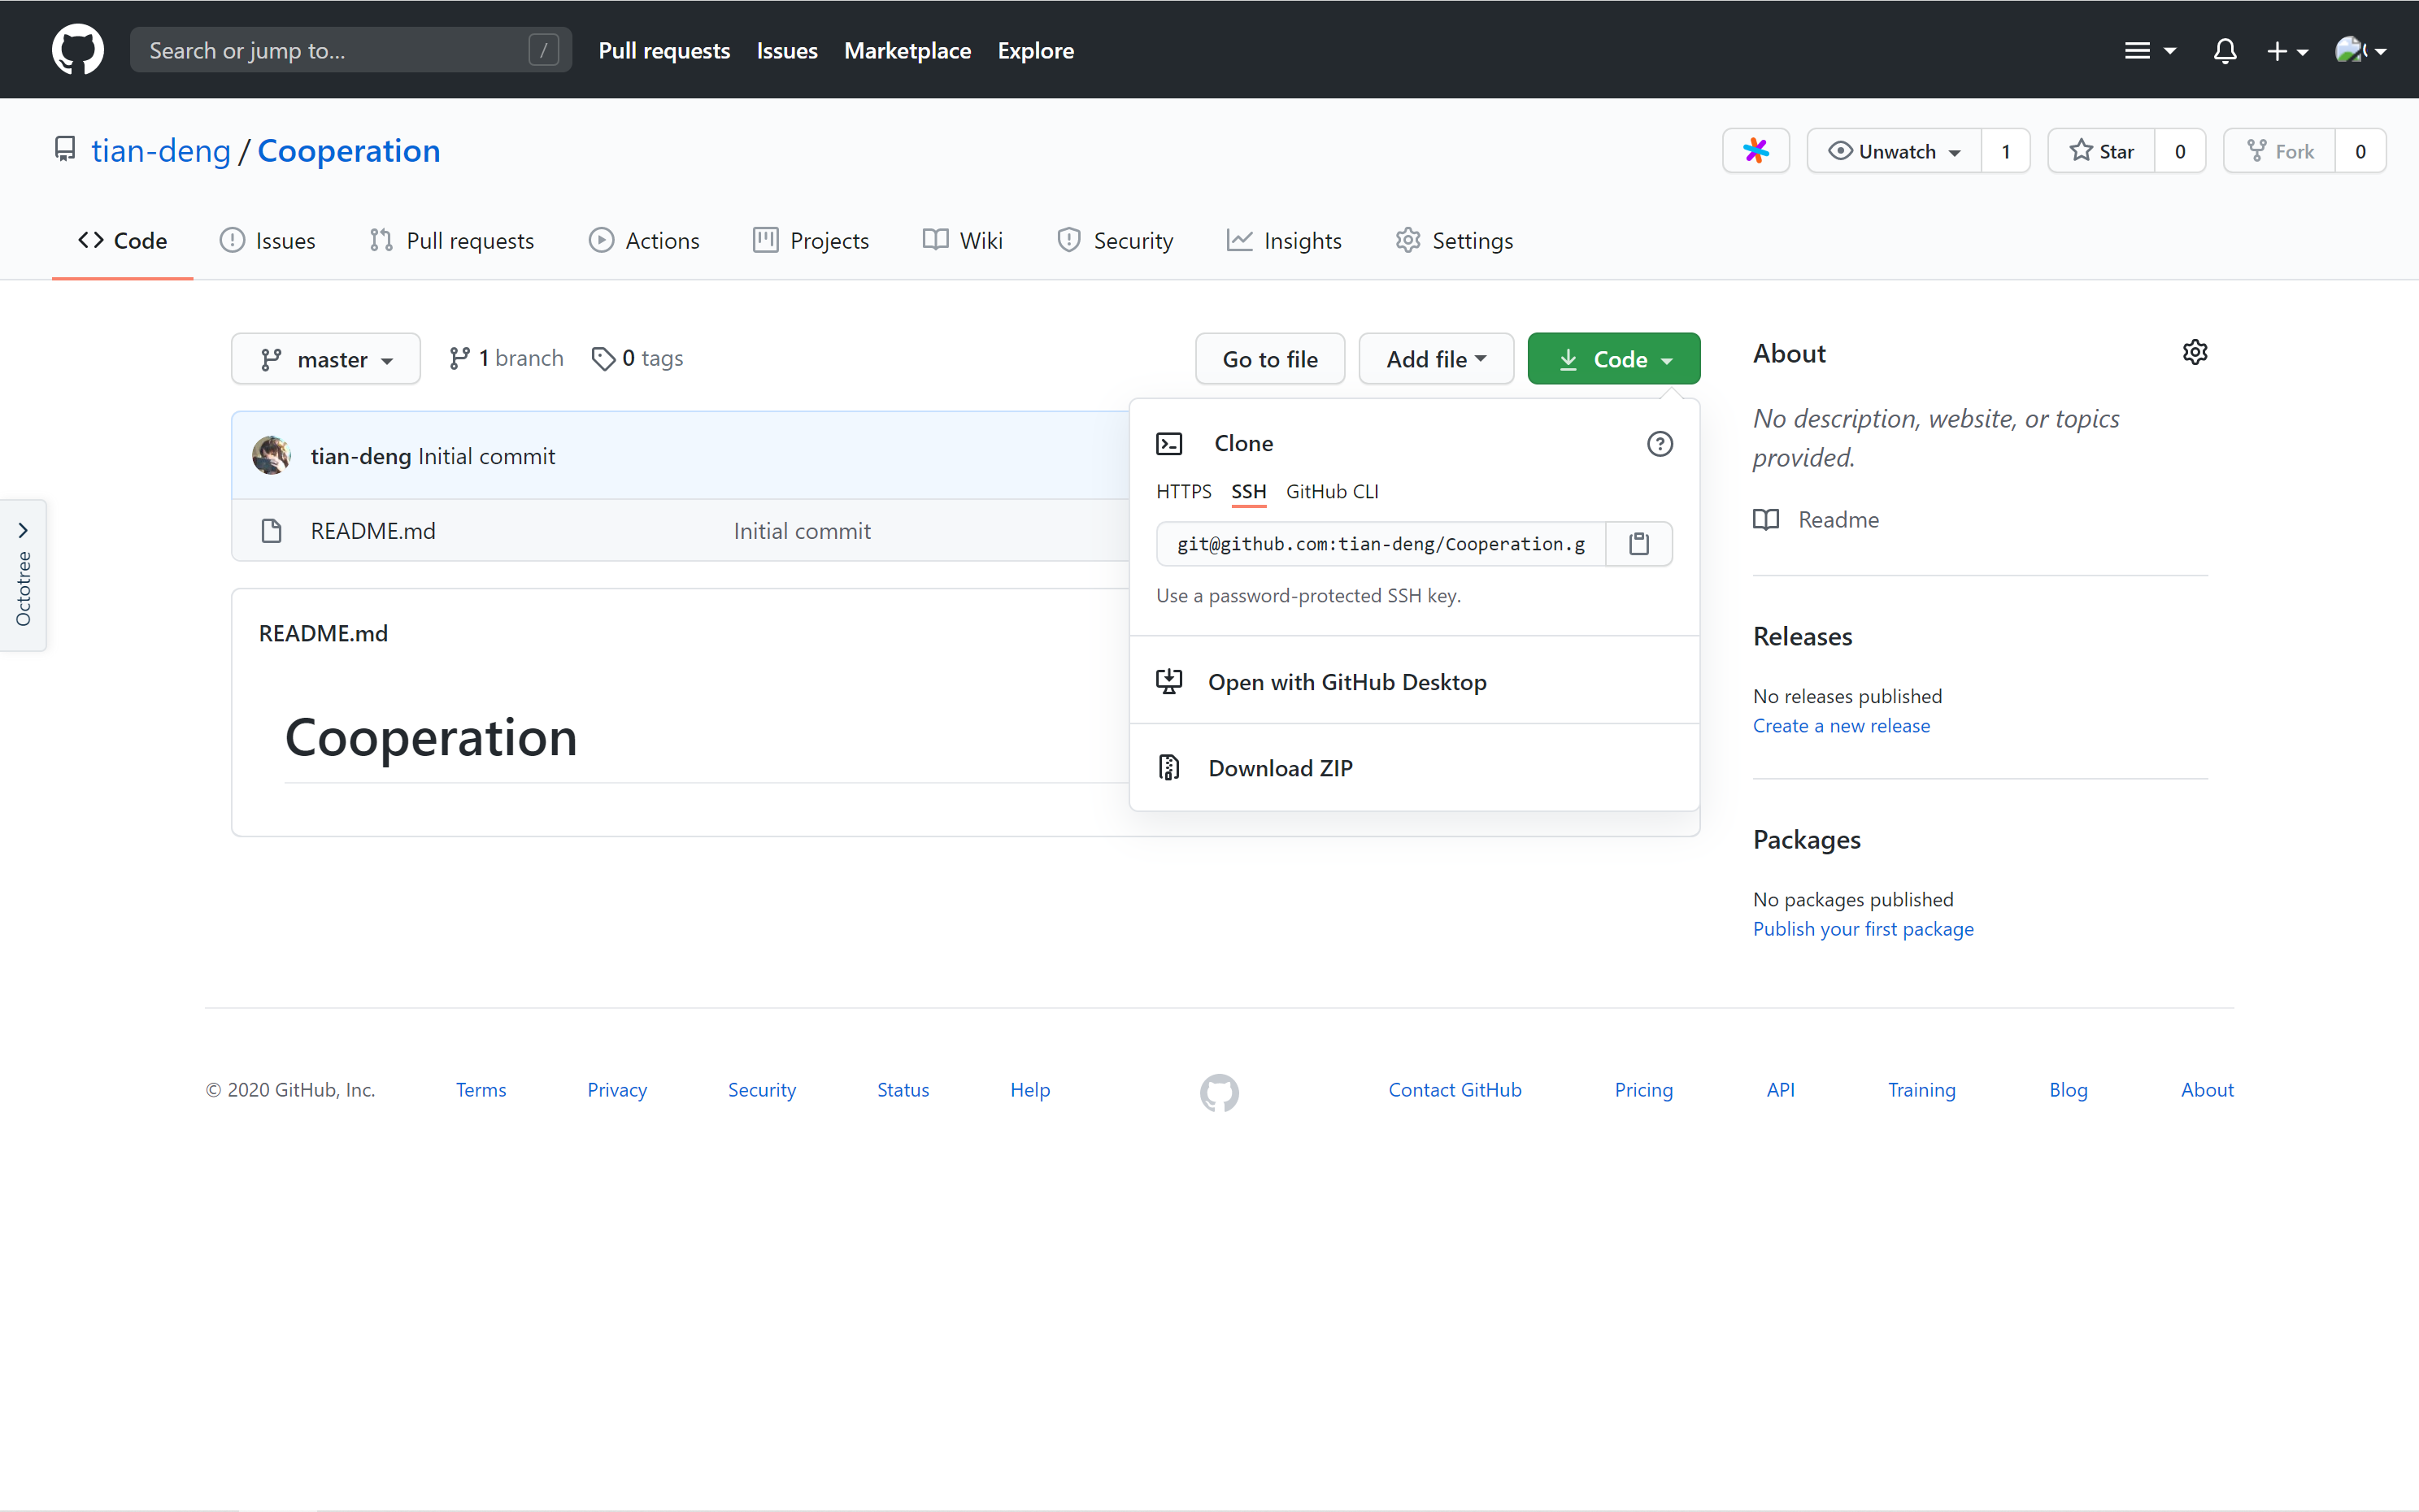 Search or jump to... /
Pull requests Issues Marketplace Explore
tian-deng / Cooperation
Unwatch 1 Star 0 Fork 0
Code Issues Pull requests Actions Projects Wiki Security Insights Settings
master 1 branch 0 tags
Go to file Add file Code
tian-deng Initial commit
README.md Initial commit
Octotree
README.md
Cooperation
Clone
HTTPS SSH GitHub CLI
git@github.com:tian-deng/Cooperation.g
Use a password-protected SSH key.
Open with GitHub Desktop
Download ZIP
About
No description, website, or topics
provided.
Readme
Releases
No releases published
Create a new release
Packages
No packages published
Publish your first package
© 2020 GitHub, Inc. Terms Privacy Security Status Help Contact GitHub Pricing API Training Blog About